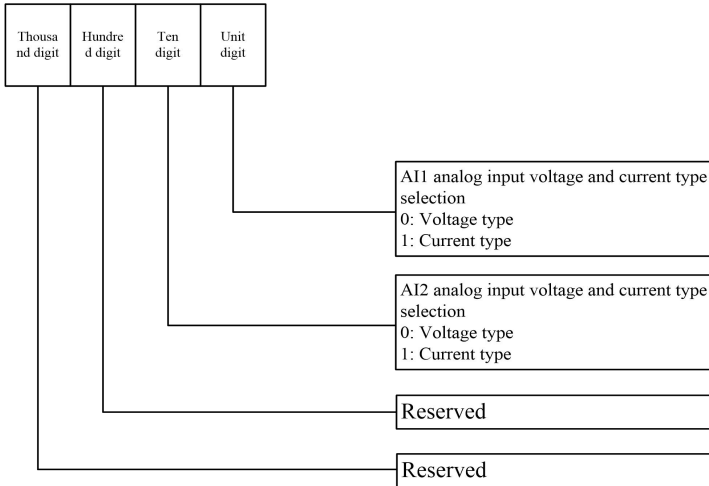 Thousa
nd digit
Hundre
d digit
Ten
digit
Unit
digit
AI1 analog input voltage and current type
selection
0: Voltage type
1: Current type
AI2 analog input voltage and current type
selection
0: Voltage type
1: Current type
Reserved
Reserved